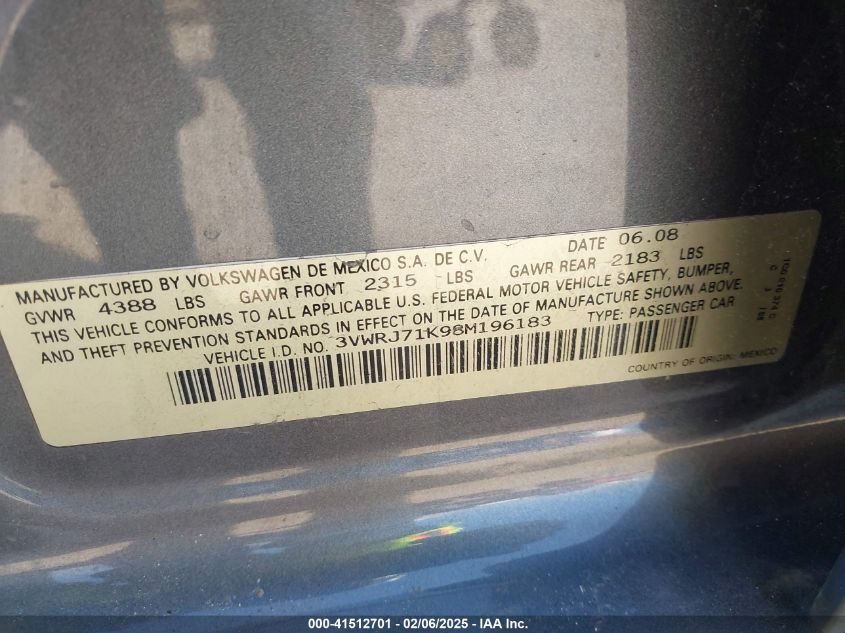 MANUFACTURED BY VOLKSWAGEN DE MEXICO S.A. DE C.V. DATE 06.08
GVWR 4388 LBS GAWR FRONT 2315 LBS GAWR REAR 2183 LBS
THIS VEHICLE CONFORMS TO ALL APPLICABLE U.S. FEDERAL MOTOR VEHICLE SAFETY, BUMPER,
AND THEFT PREVENTION STANDARDS IN EFFECT ON THE DATE OF MANUFACTURE SHOWN ABOVE.
VEHICLE I.D. NO. 3VWRJ71K98M196183 TYPE: PASSENGER CAR
COUNTRY OF ORIGIN: MEXICO
000-41512701 - 02/06/2025 - IAA Inc.